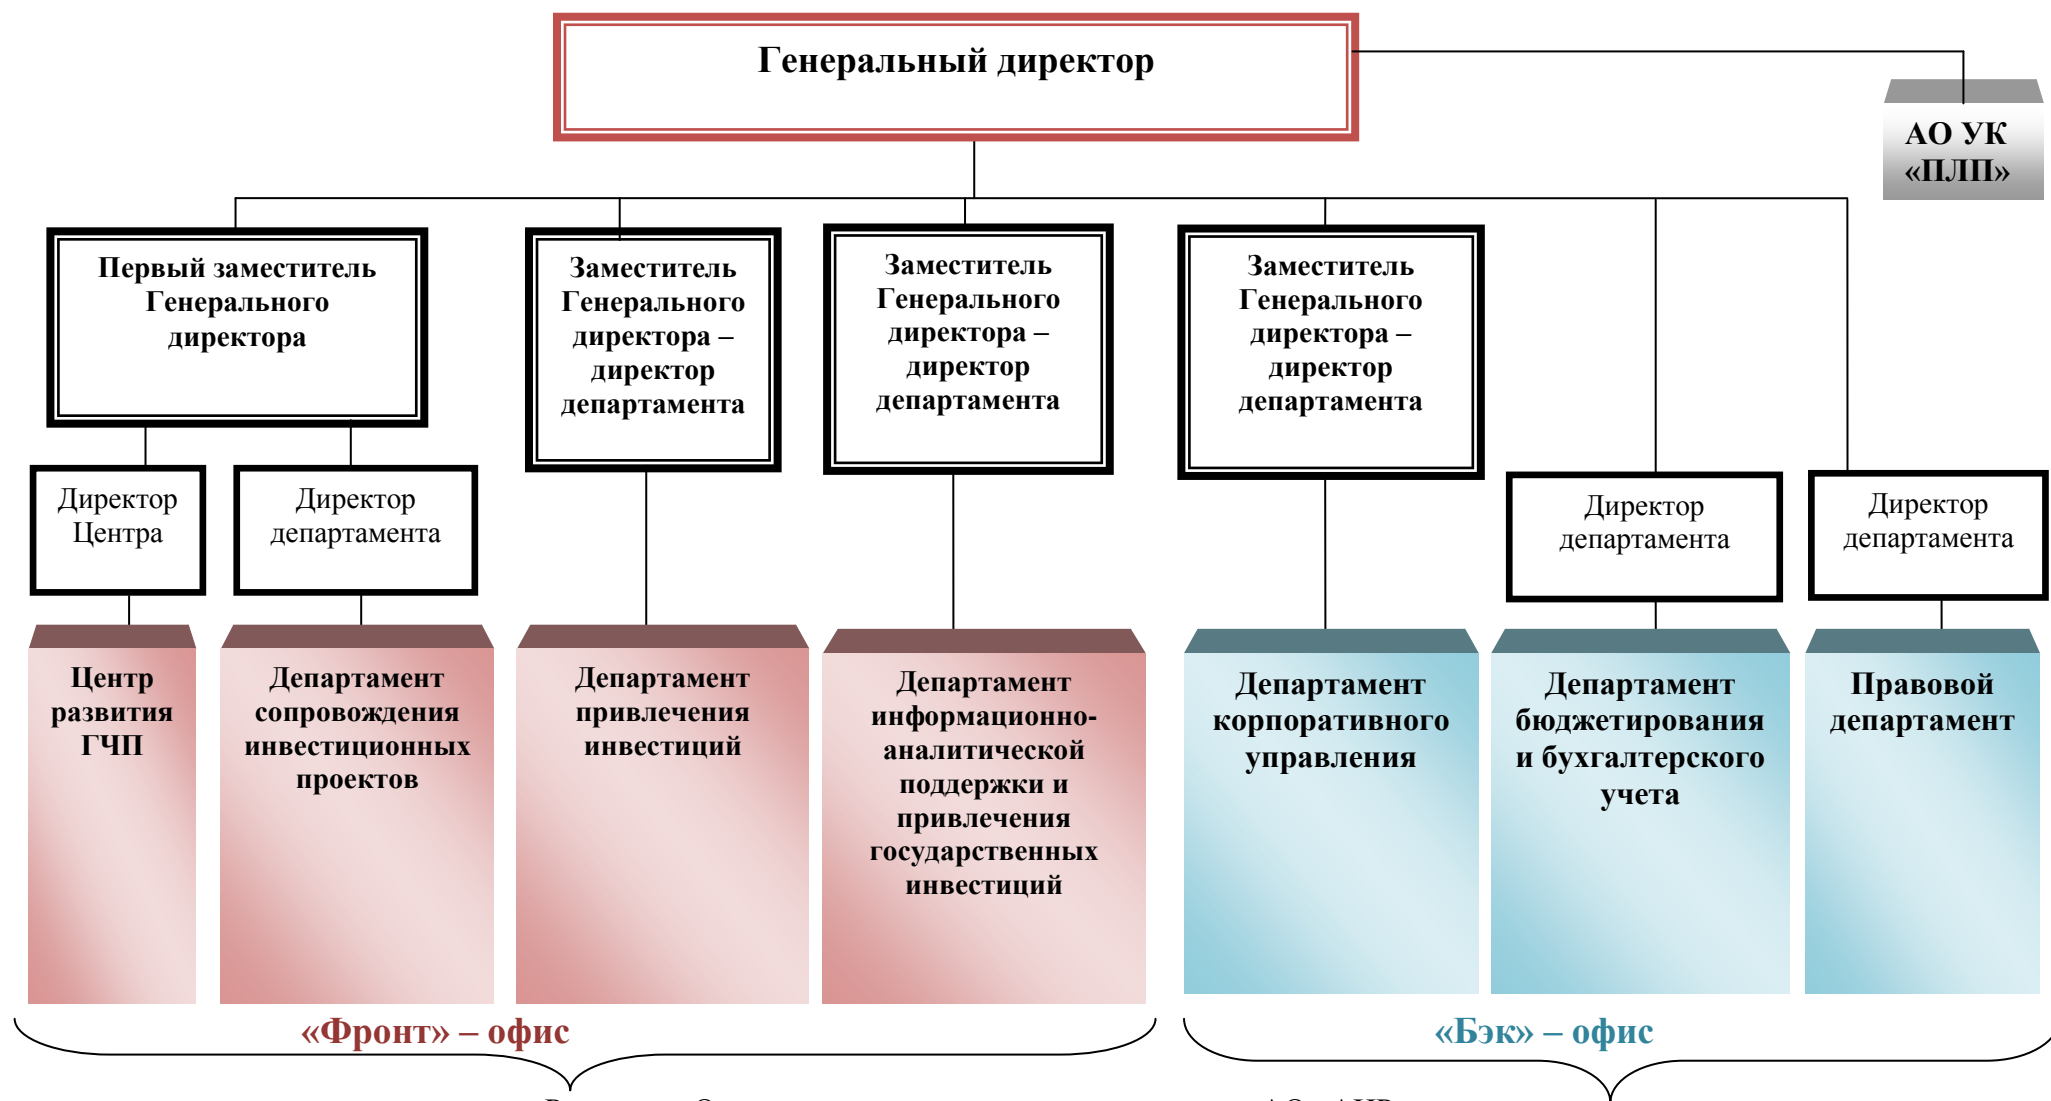 Генеральный директор
АО УК
«ПЛП»
Первый заместитель
Генерального
директора
Заместитель
Генерального
директора –
директор
департамента
Заместитель
Генерального
директора –
директор
департамента
Заместитель
Генерального
директора –
директор
департамента
Директор
Центра
Директор
департамента
Директор
департамента
Директор
департамента
Центр
развития
ГЧП
Департамент
сопровождения
инвестиционных
проектов
Департамент
привлечения
инвестиций
Департамент
информационно-
аналитической
поддержки и
привлечения
государственных
инвестиций
Департамент
корпоративного
управления
Департамент
бюджетирования
и бухгалтерского
учета
Правовой
департамент
«Фронт» – офис
«Бэк» – офис